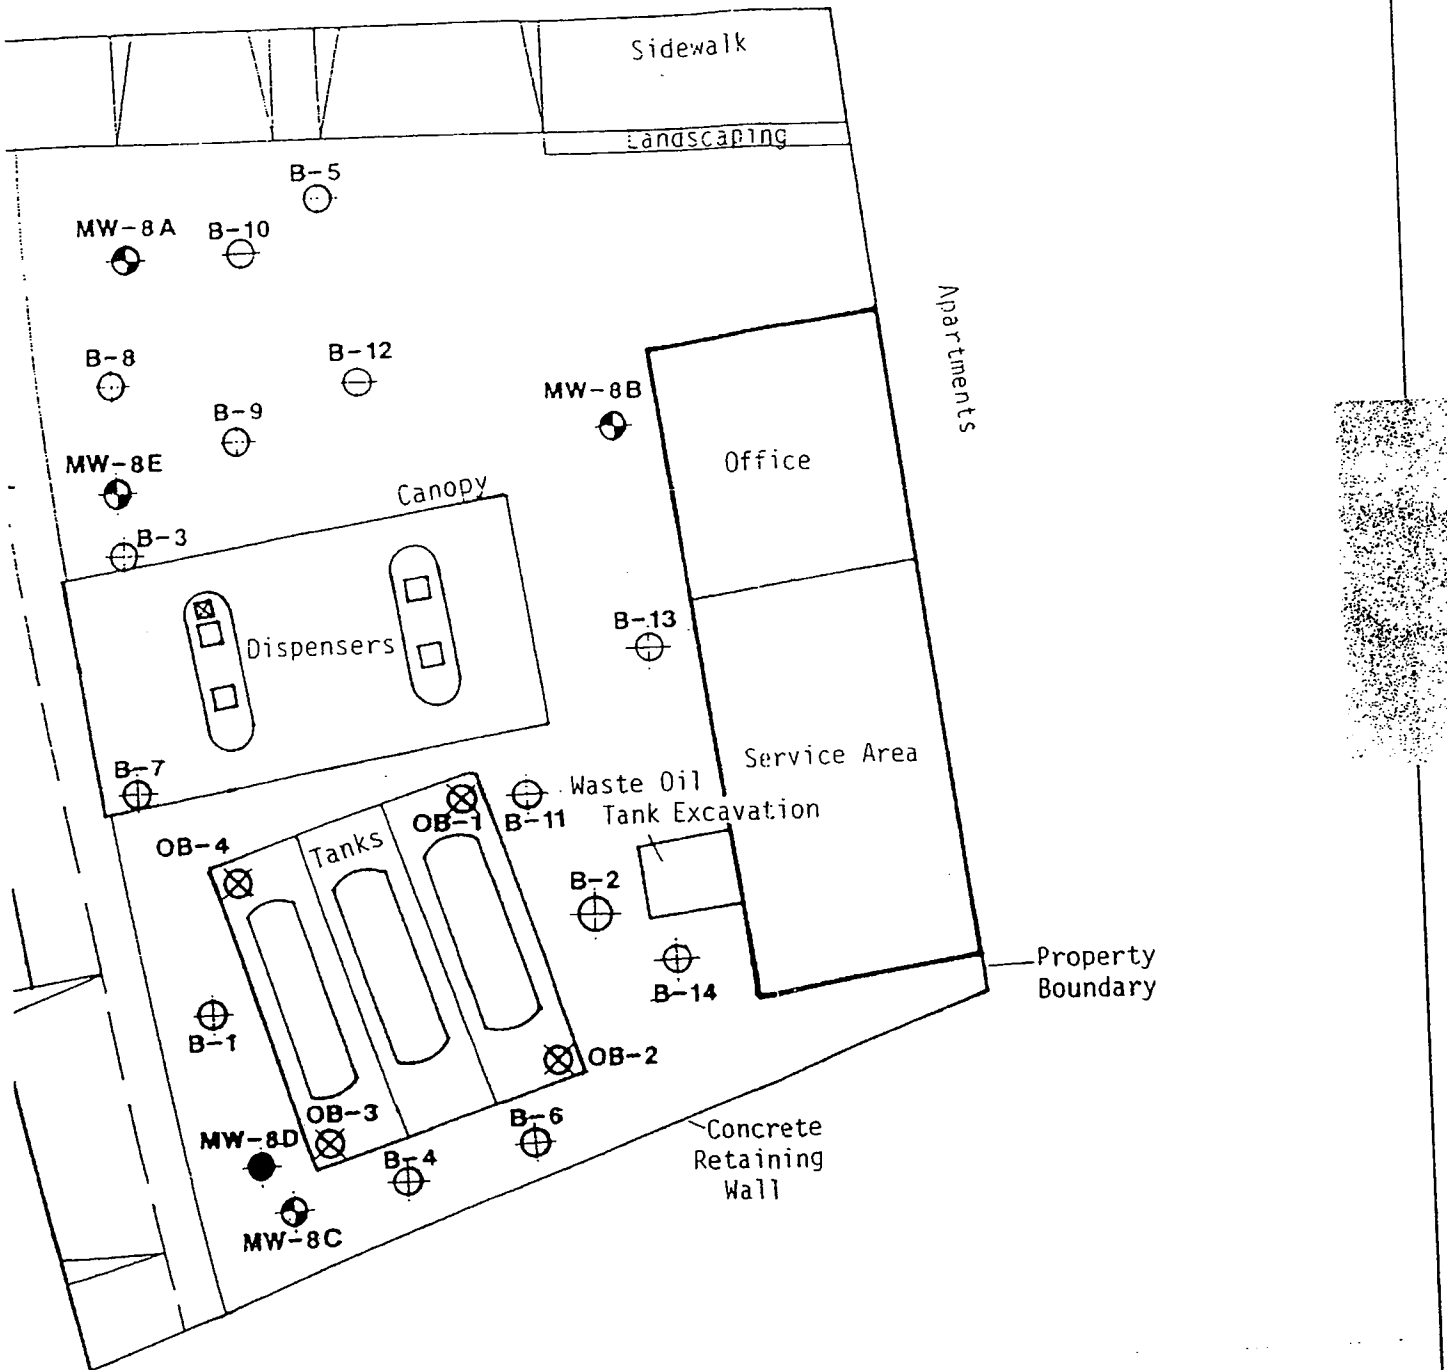 Sidewalk
Landscaping
B-5
MW-8A
B-10
Apartments
B-8
B-12
MW-8B
B-9
Office
MW-8E
Canopy
B-3
B-13
Dispensers
Service Area
B-7
Waste Oil
Tank Excavation
OB-1
B-11
OB-4
Tanks
B-2
Property
Boundary
B-14
B-1
OB-2
OB-3
B-6
MW-8D
B-4
Concrete
Retaining
Wall
MW-8C